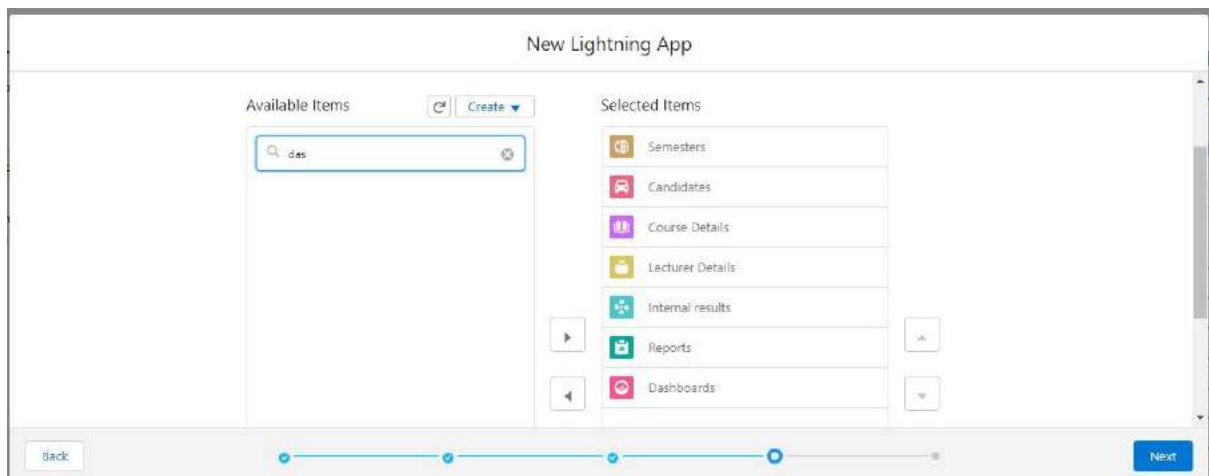 New Lightning App
Available Items
Create
Selected Items
das
Semesters
Candidates
Course Details
Lecturer Details
Internal results
Reports
Dashboards
Back
Next